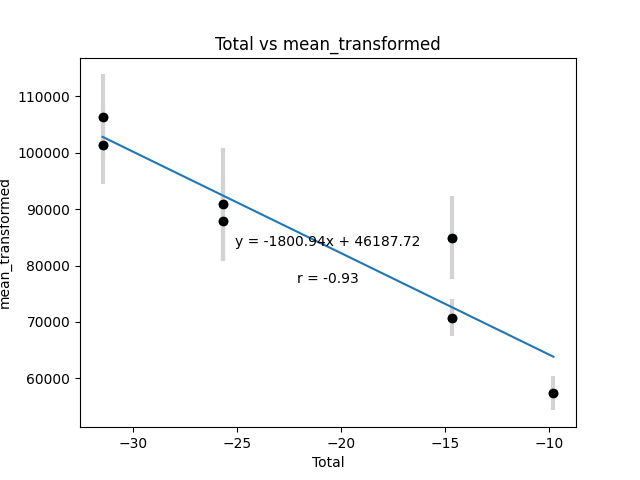 Total vs mean_transformed
110000
100000
90000
80000
70000
60000
mean_transformed
y = -1800.94x + 46187.72
r = -0.93
−30
−25
−20
−15
−10
Total